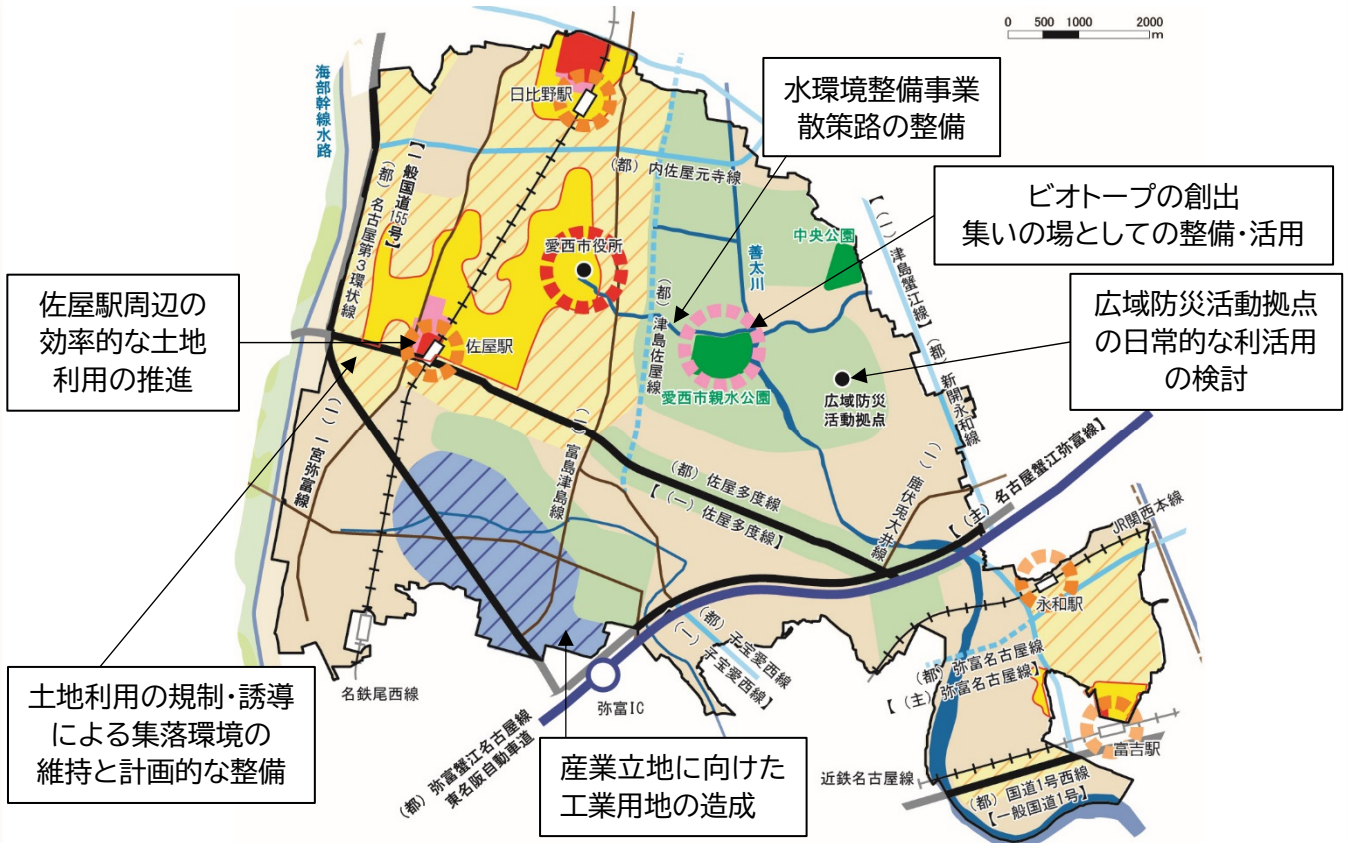 0 500 1000 2000
m
海部幹線水路
日比野駅
水環境整備事業
散策路の整備
【一般国道155号】
(都)名古屋第3環状線
(都)内佐屋元寺線
ビオトープの創出
集いの場としての整備・活用
【(一)津島蟹江線】
(都)新開永和線
中央公園
愛西市役所
善太川
(都)津島佐屋線
佐屋駅周辺の
効率的な土地
利用の推進
佐屋駅
愛西市親水公園
広域防災
活動拠点
広域防災活動拠点
の日常的な利活用
の検討
(一)一宮弥富線
(一)富島津島線
(都)佐屋多度線
【(一)佐屋多度線】
(一)鹿伏兎大井線
【(主)名古屋蟹江弥富線】
JR関西本線
永和駅
土地利用の規制・誘導
による集落環境の
維持と計画的な整備
名鉄尾西線
(都)子宝愛西線
【(一)子宝愛西線】
(都)弥富名古屋線
【(主)弥富名古屋線】
弥富IC
(都)弥富蟹江名古屋線
東名阪自動車道
産業立地に向けた
工業用地の造成
富吉駅
近鉄名古屋線
(都)国道1号西線
【一般国道1号】